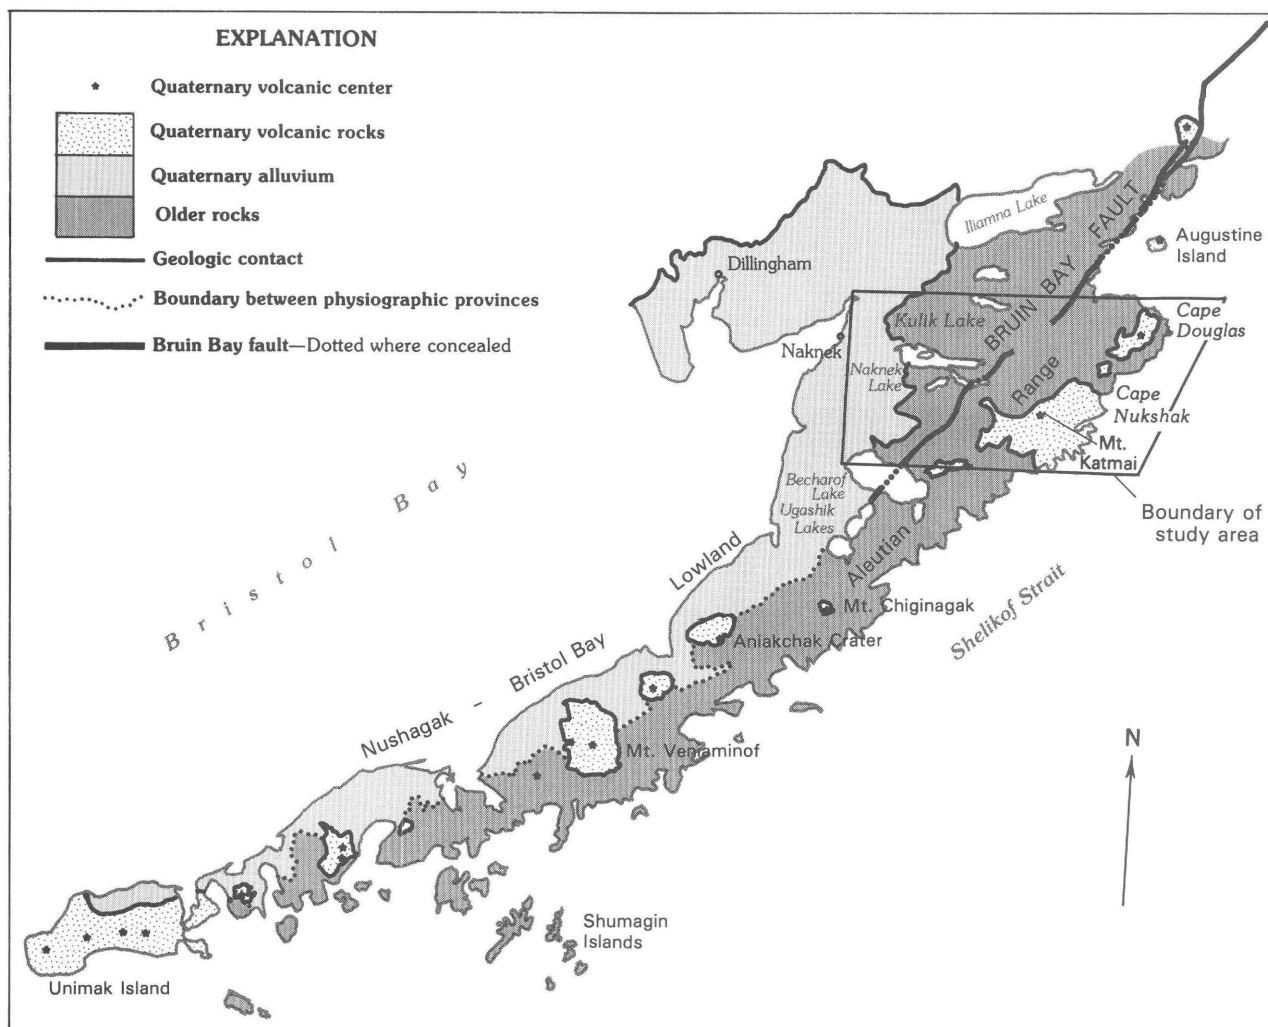 EXPLANATION
Quaternary volcanic center
Quaternary volcanic rocks
Quaternary alluvium
Older rocks
Geologic contact
Boundary between physiographic provinces
Bruin Bay fault—Dotted where concealed
Iliamna Lake
BRUIN BAY FAULT
Augustine
Island
Dillingham
Kulik Lake
Cape
Douglas
Naknek
Naknek
Lake
Range
Cape
Nukshak
Mt.
Katmai
Becharof
Lake
Ugashik
Lakes
Boundary of
study area
Bristol Bay
Lowland
Aleutian
Mt. Chiginagak
Shelikof Strait
Aniakchak Crater
Nushagak – Bristol Bay
Mt. Veniaminof
N
Shumagin
Islands
Unimak Island